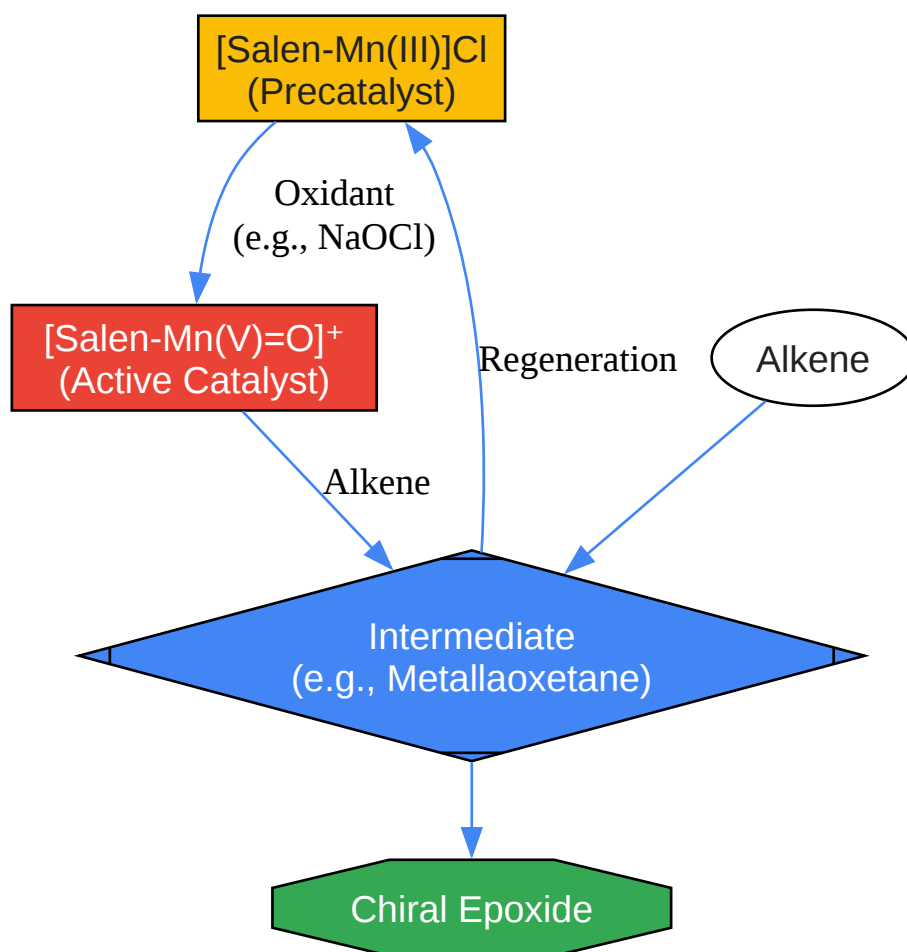 [Salen-Mn(III)]Cl
(Precatalyst)
Oxidant
(e.g., NaOCl)
[Salen-Mn(V)=O]⁺
(Active Catalyst)
Regeneration
Alkene
Alkene
Intermediate
(e.g., Metallaoxetane)
Chiral Epoxide